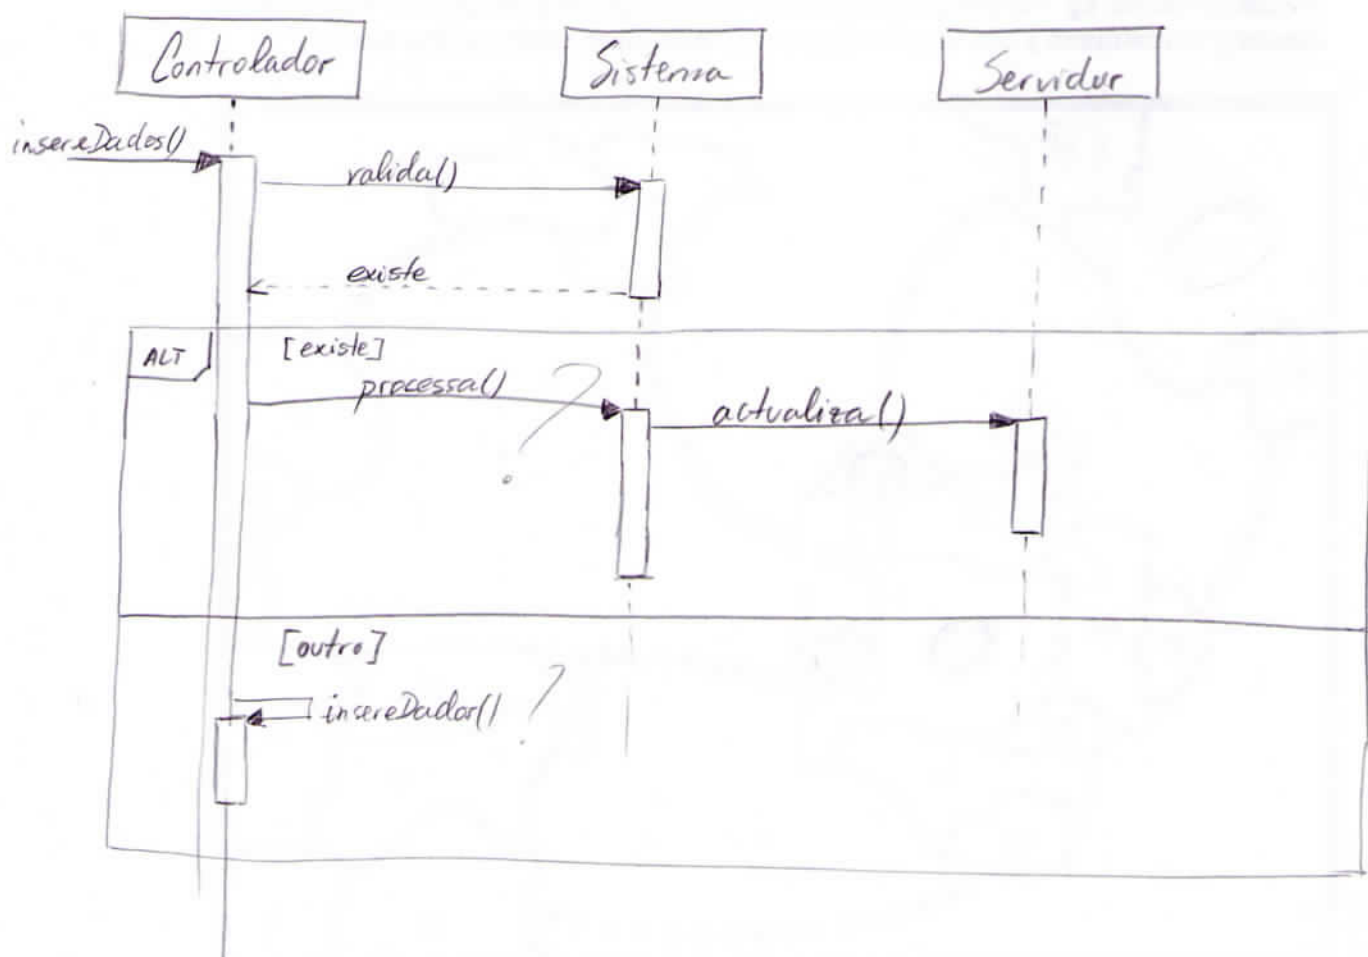 Controlador
Sistema
Servidor
insereDados()
valida()
existe
ALT
[existe]
processa()
?
actualiza()
[outro]
insereDados()
?